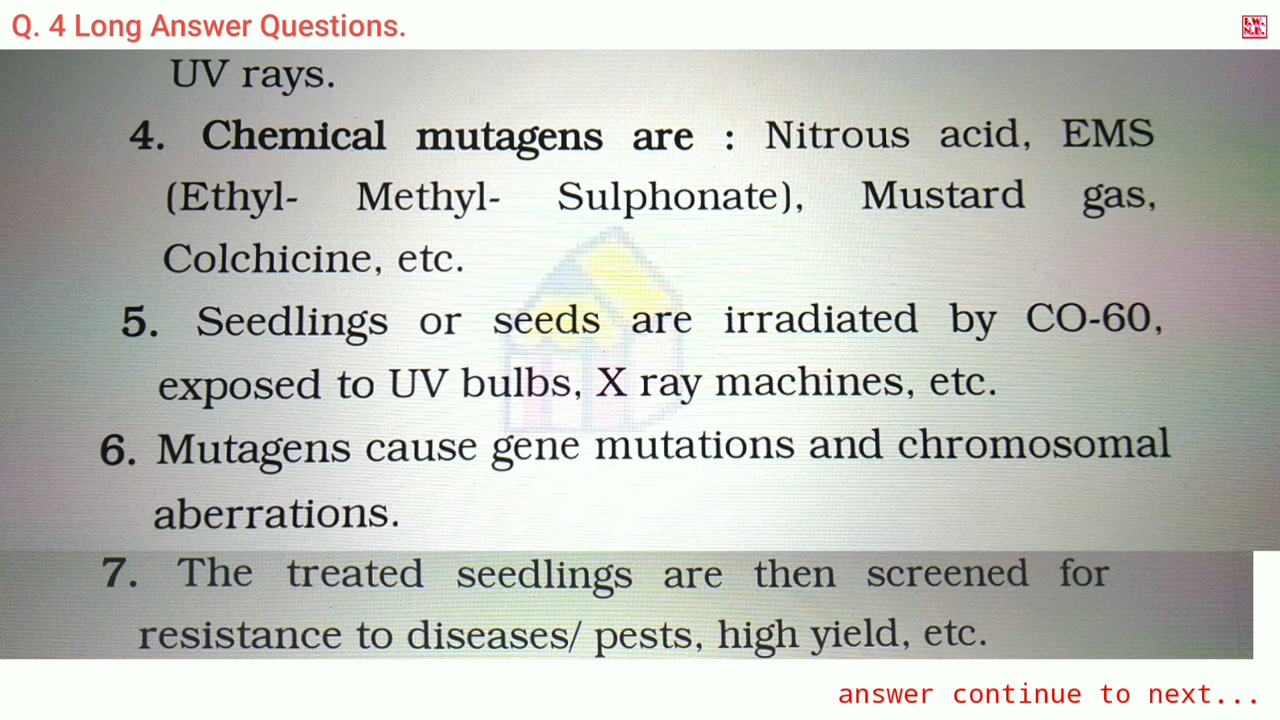 Q. 4 Long Answer Questions.
I.W.
N.B.
UV rays.
4. Chemical mutagens are : Nitrous acid, EMS
(Ethyl- Methyl- Sulphonate), Mustard gas,
Colchicine, etc.
5. Seedlings or seeds are irradiated by CO-60,
exposed to UV bulbs, X ray machines, etc.
6. Mutagens cause gene mutations and chromosomal
aberrations.
7. The treated seedlings are then screened for
resistance to diseases/ pests, high yield, etc.
answer continue to next...